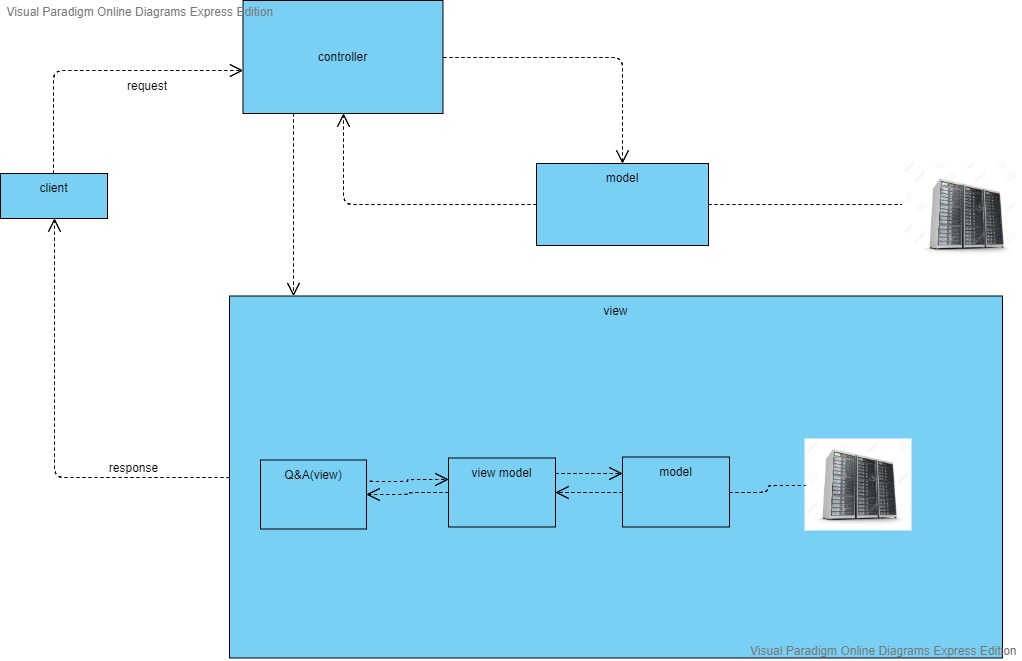 Visual Paradigm Online Diagrams Express Edition
controller
request
client
model
view
response
Q&A(view)
view model
model
Visual Paradigm Online Diagrams Express Edition